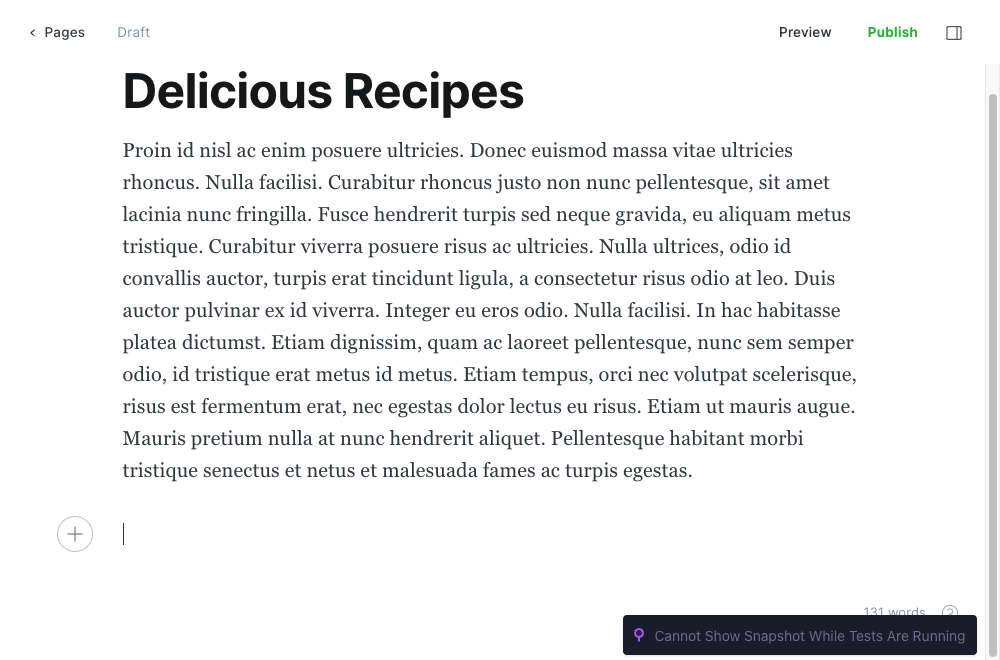 Pages
Draft
Preview
Publish
Delicious Recipes
Proin id nisl ac enim posuere ultricies. Donec euismod massa vitae ultricies
rhoncus. Nulla facilisi. Curabitur rhoncus justo non nunc pellentesque, sit amet
lacinia nunc fringilla. Fusce hendrerit turpis sed neque gravida, eu aliquam metus
tristique. Curabitur viverra posuere risus ac ultricies. Nulla ultrices, odio id
convallis auctor, turpis erat tincidunt ligula, a consectetur risus odio at leo. Duis
auctor pulvinar ex id viverra. Integer eu eros odio. Nulla facilisi. In hac habitasse
platea dictumst. Etiam dignissim, quam ac laoreet pellentesque, nunc sem semper
odio, id tristique erat metus id metus. Etiam tempus, orci nec volutpat scelerisque,
risus est fermentum erat, nec egestas dolor lectus eu risus. Etiam ut mauris augue.
Mauris pretium nulla at nunc hendrerit aliquet. Pellentesque habitant morbi
tristique senectus et netus et malesuada fames ac turpis egestas.
131 words
Cannot Show Snapshot While Tests Are Running